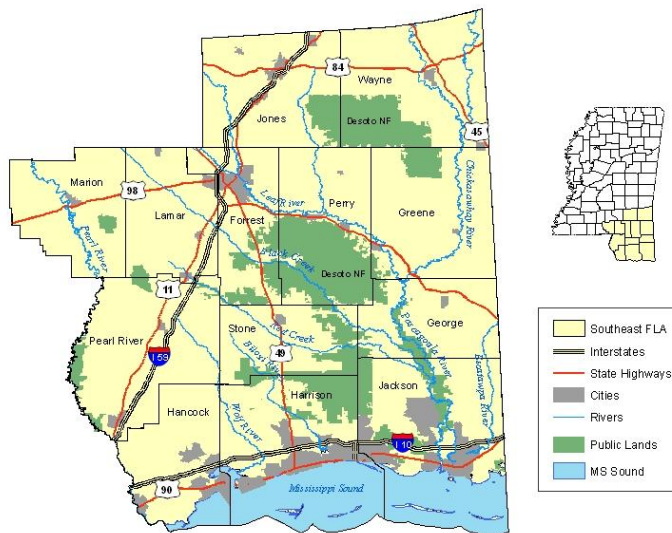 84
Wayne
Jones
Desoto NF
45
Chickasawhay River
Marion
98
Lamar
Forrest
Leaf River
Perry
Greene
Pearl River
Black Creek
Desoto NF
11
Pearl River
I 59
Stone
Red Creek
Biloxi River
49
Pascagoula River
George
Escatawpa River
Jackson
Harrison
Hancock
Wolf River
I 10
90
Mississippi Sound
Southeast FLA
Interstates
State Highways
Cities
Rivers
Public Lands
MS Sound